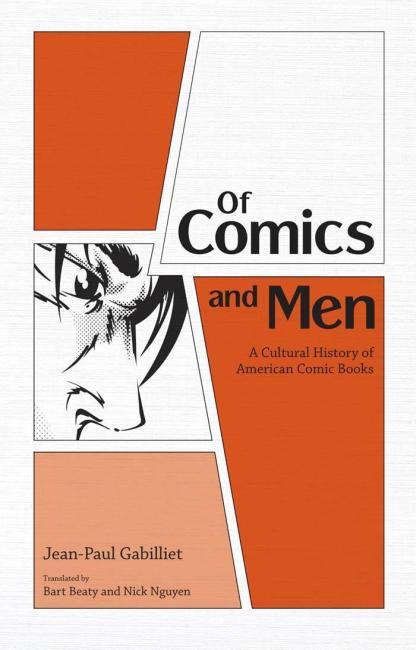 Of
Comics
and Men
A Cultural History of
American Comic Books
Jean-Paul Gabilliet
Translated by
Bart Beaty and Nick Nguyen